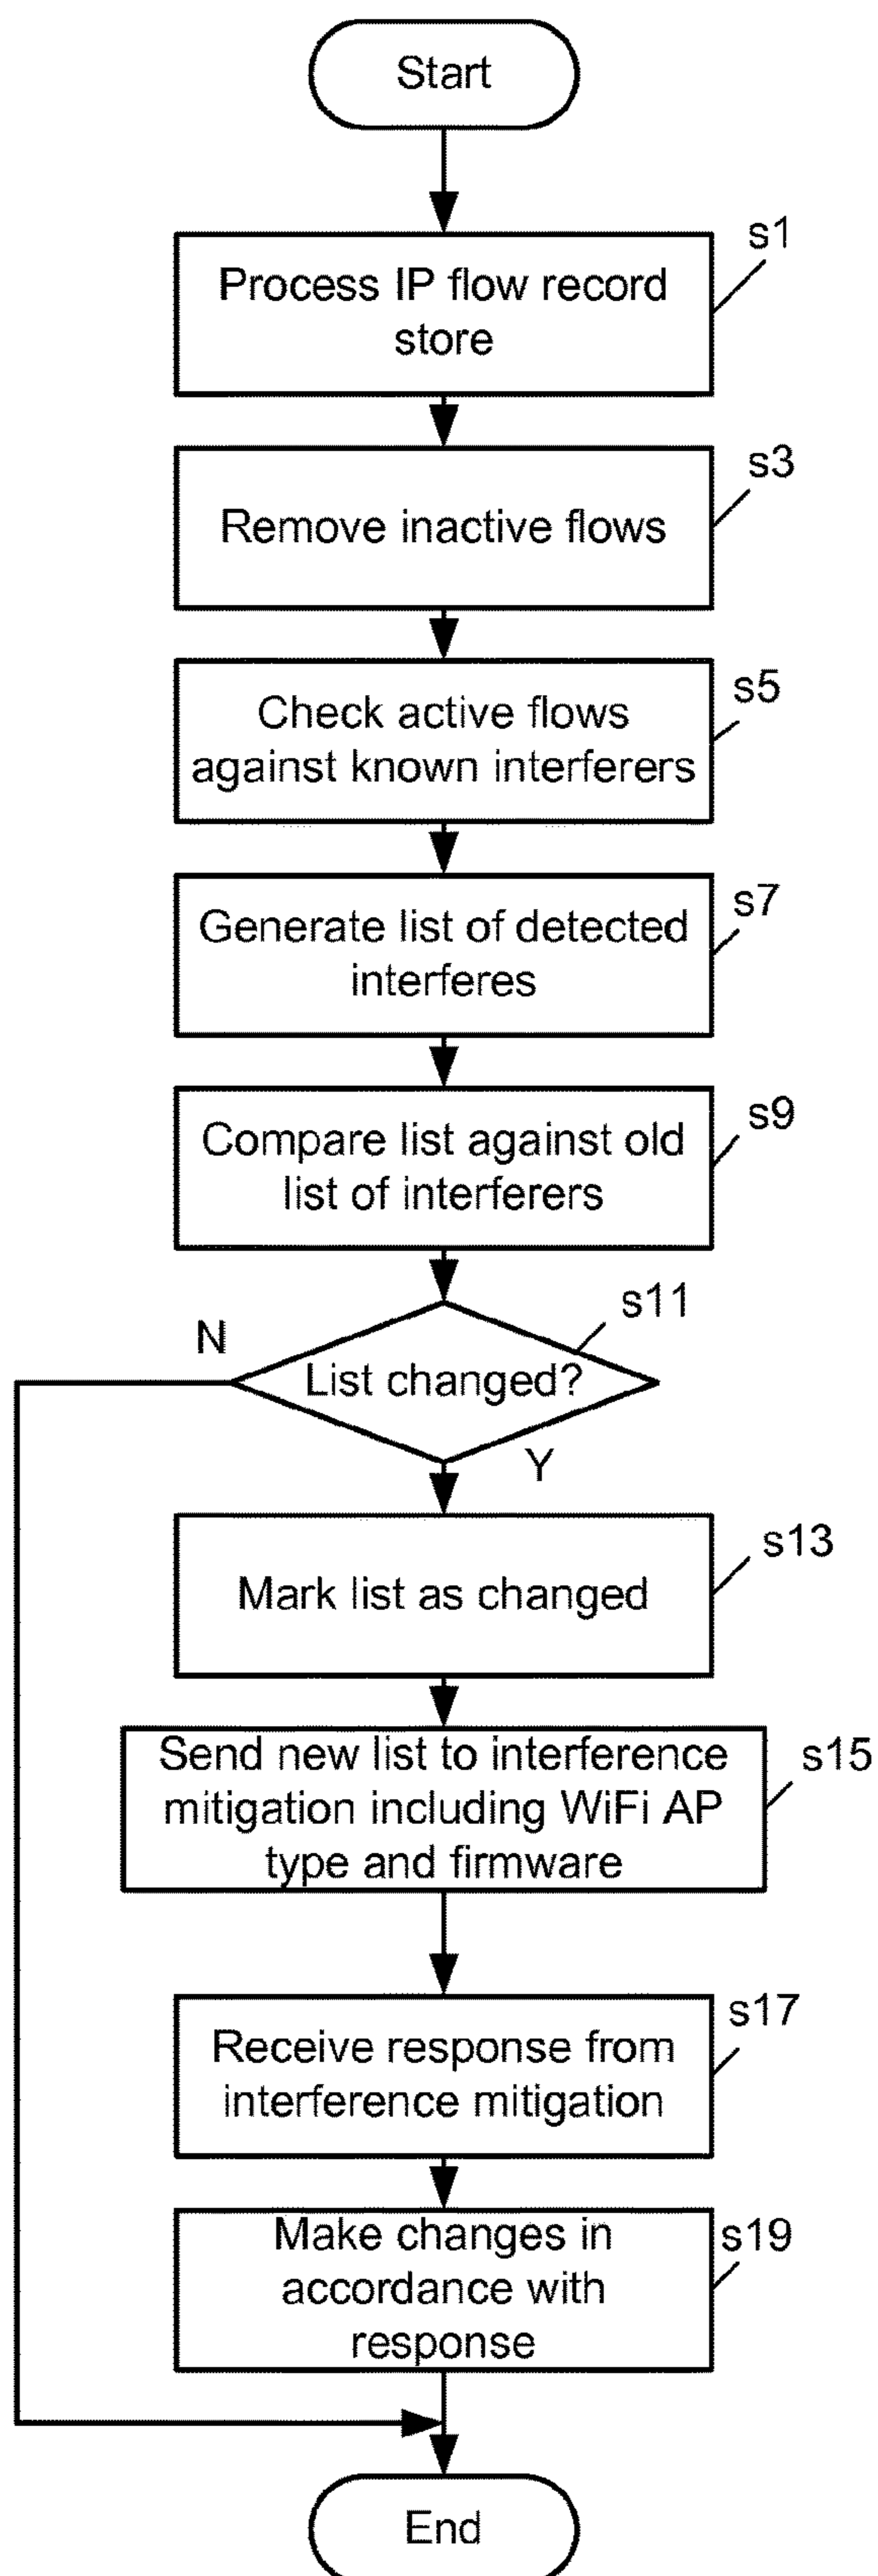 Start
s1
Process IP flow record
store
s3
Remove inactive flows
s5
Check active flows
against known interferers
s7
Generate list of detected
interferes
s9
Compare list against old
list of interferers
s11
N
List changed?
Y
s13
Mark list as changed
s15
Send new list to interference
mitigation including WiFi AP
type and firmware
s17
Receive response from
interference mitigation
s19
Make changes in
accordance with
response
End